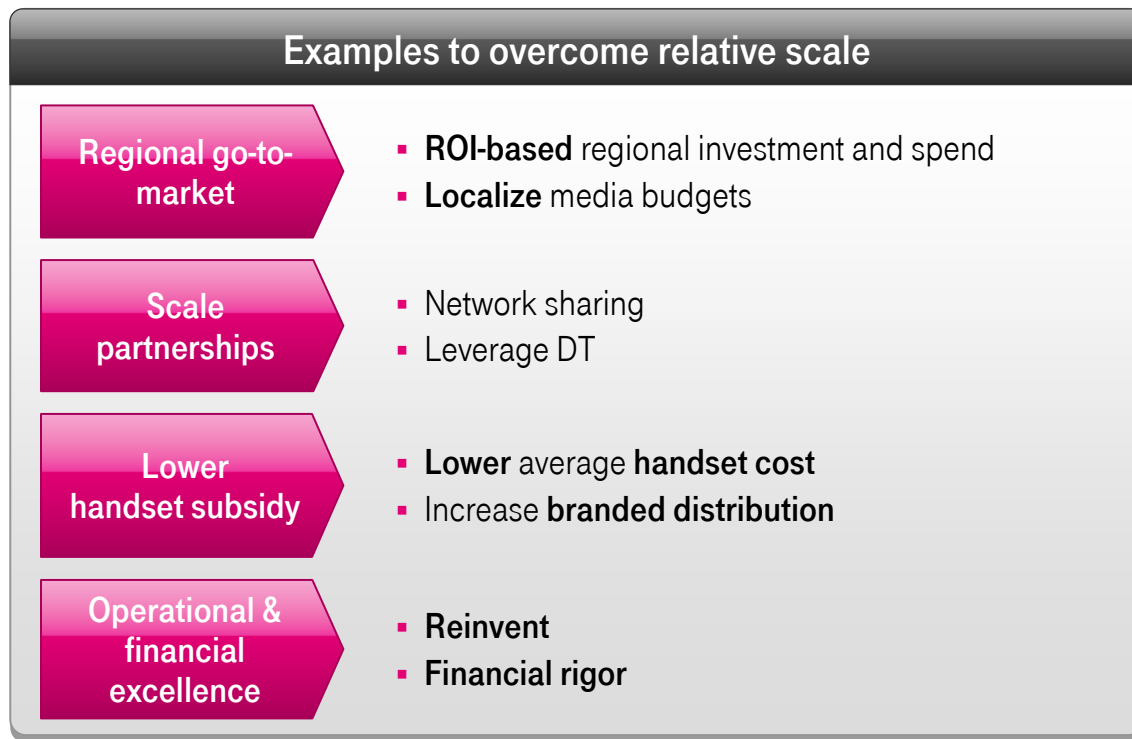 Examples to overcome relative scale
Regional go-to-
market
▪ ROI-based regional investment and spend
▪ Localize media budgets
Scale
partnerships
▪ Network sharing
▪ Leverage DT
Lower
handset subsidy
▪ Lower average handset cost
▪ Increase branded distribution
Operational &
financial
excellence
▪ Reinvent
▪ Financial rigor